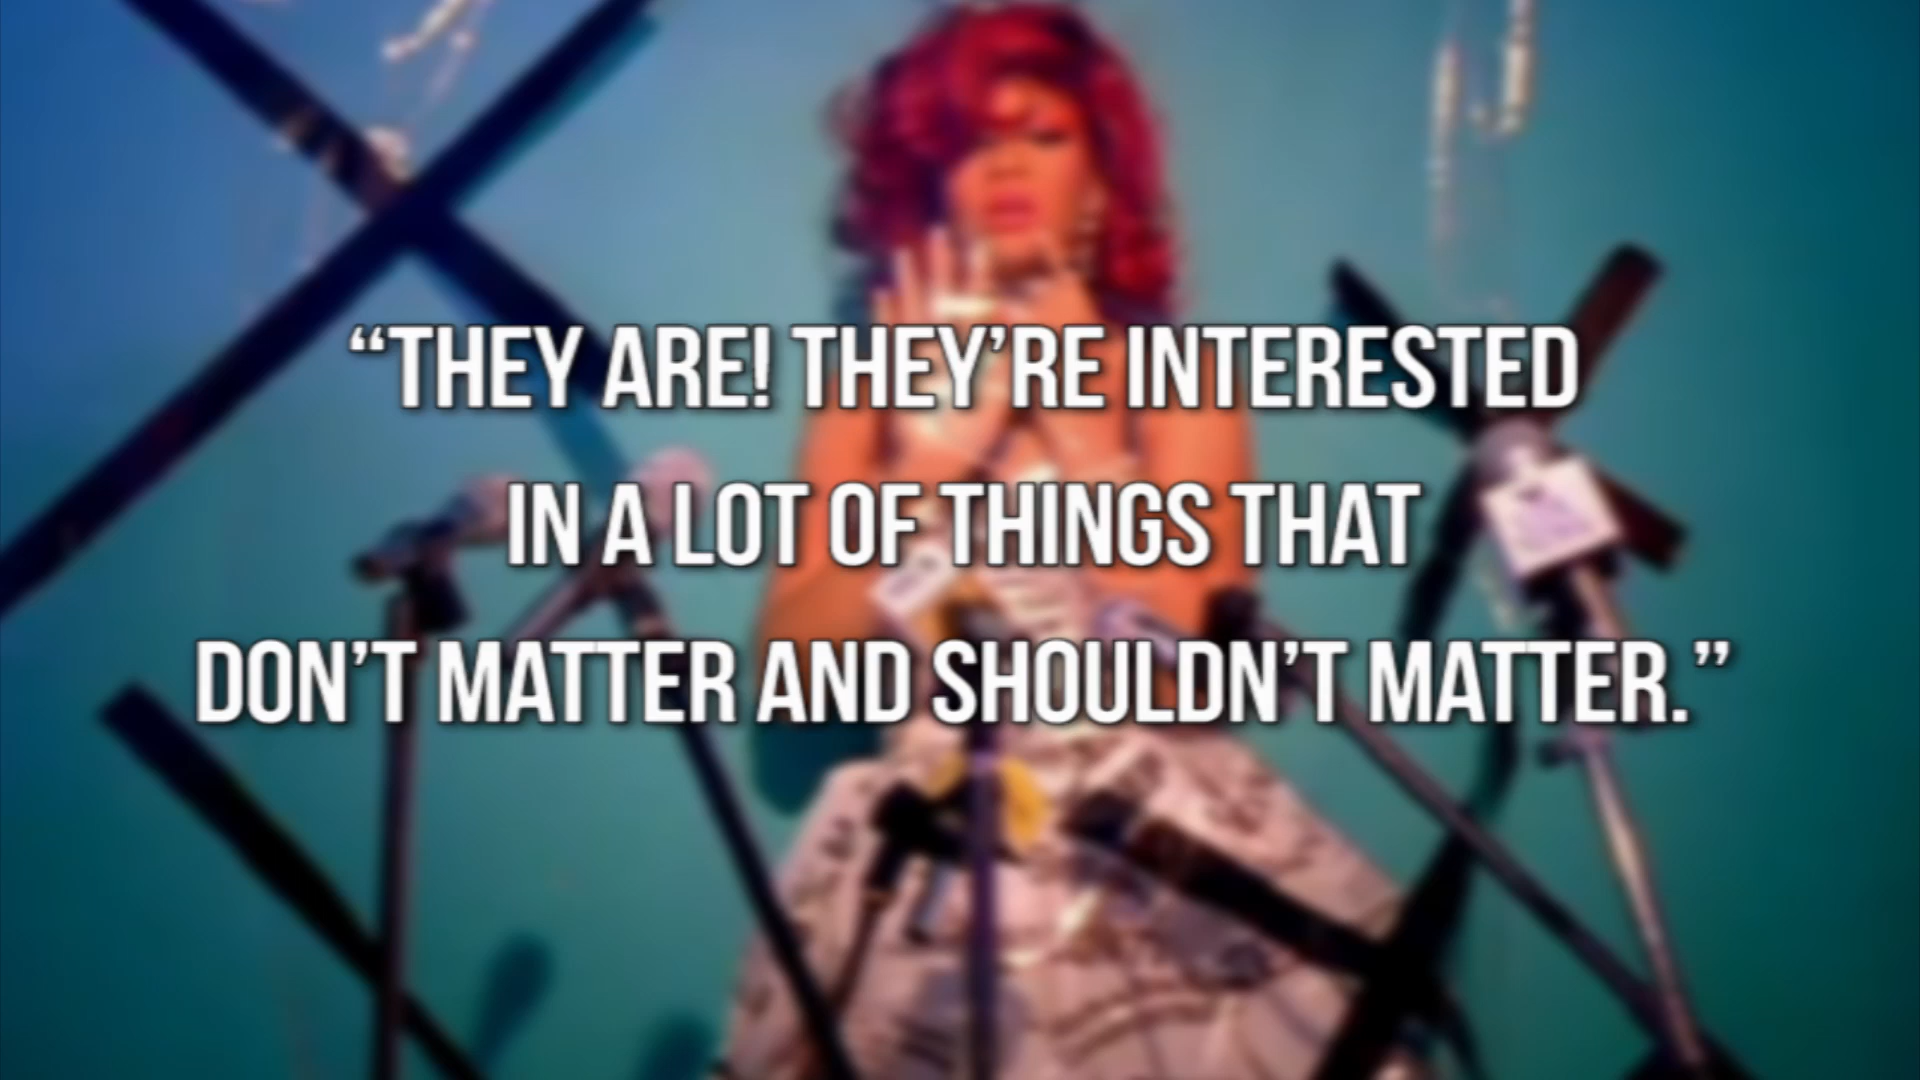 “THEY ARE! THEY’RE INTERESTED
IN A LOT OF THINGS THAT
DON’T MATTER AND SHOULDN’T MATTER.”